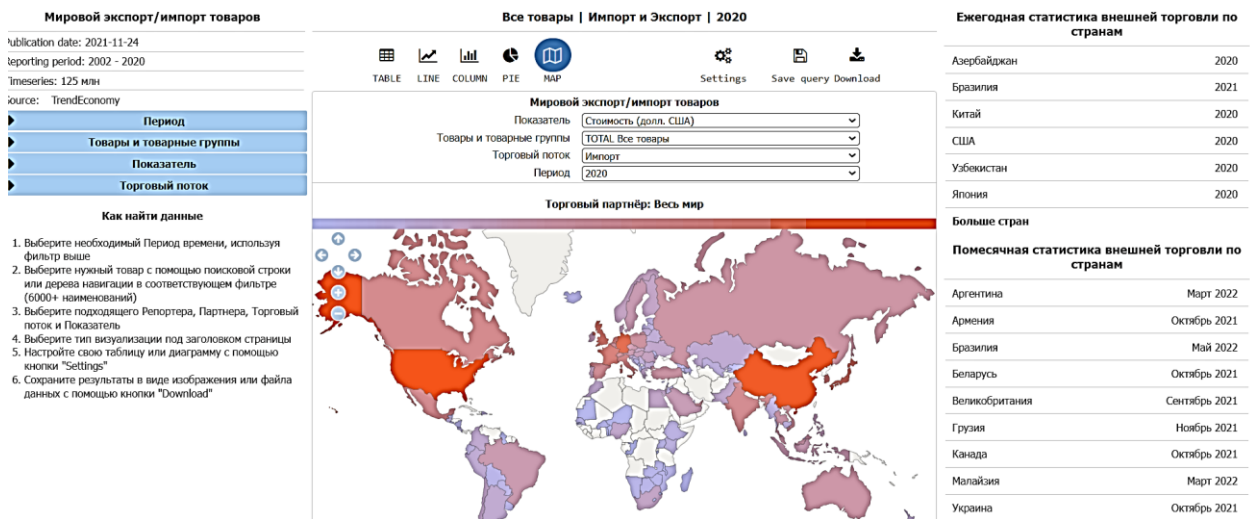 Мировой экспорт/импорт товаров
Publication date: 2021-11-24
Reporting period: 2002 - 2020
Timeseries: 125 млн
Source: TrendEconomy
Период
Товары и товарные группы
Показатель
Торговый поток
Как найти данные
1. Выберите необходимый Период времени, используя
фильтр выше
2. Выберите нужный товар с помощью поисковой строки
или дерева навигации в соответствующем фильтре
(6000+ наименований)
3. Выберите подходящего Репортера, Партнера, Торговый
поток и Показатель
4. Выберите тип визуализации под заголовком страницы
5. Настройте свою таблицу или диаграмму с помощью
кнопки "Settings"
6. Сохраните результаты в виде изображения или файла
данных с помощью кнопки "Download"
Все товары | Импорт и Экспорт | 2020
TABLE LINE COLUMN PIE MAP Settings Save query Download
Мировой экспорт/импорт товаров
Показатель Стоимость (долл. США)
Товары и товарные группы TOTAL Все товары
Торговый поток Импорт
Период 2020
Торговый партнёр: Весь мир
Ежегодная статистика внешней торговли по
странам
Азербайджан 2020
Бразилия 2021
Китай 2020
США 2020
Узбекистан 2020
Япония 2020
Больше стран
Помесячная статистика внешней торговли по
странам
Аргентина Март 2022
Армения Октябрь 2021
Бразилия Май 2022
Беларусь Октябрь 2021
Великобритания Сентябрь 2021
Грузия Ноябрь 2021
Канада Октябрь 2021
Малайзия Март 2022
Украина Октябрь 2021